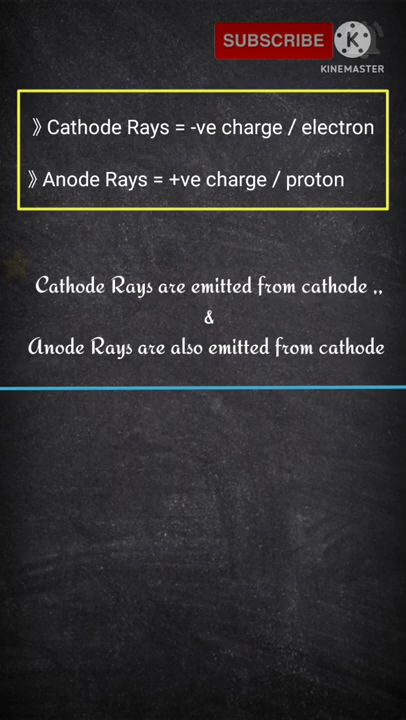 SUBSCRIBE
K
KINEMASTER
》Cathode Rays = -ve charge / electron
》Anode Rays = +ve charge / proton
Cathode Rays are emitted from cathode ,,
&
Anode Rays are also emitted from cathode